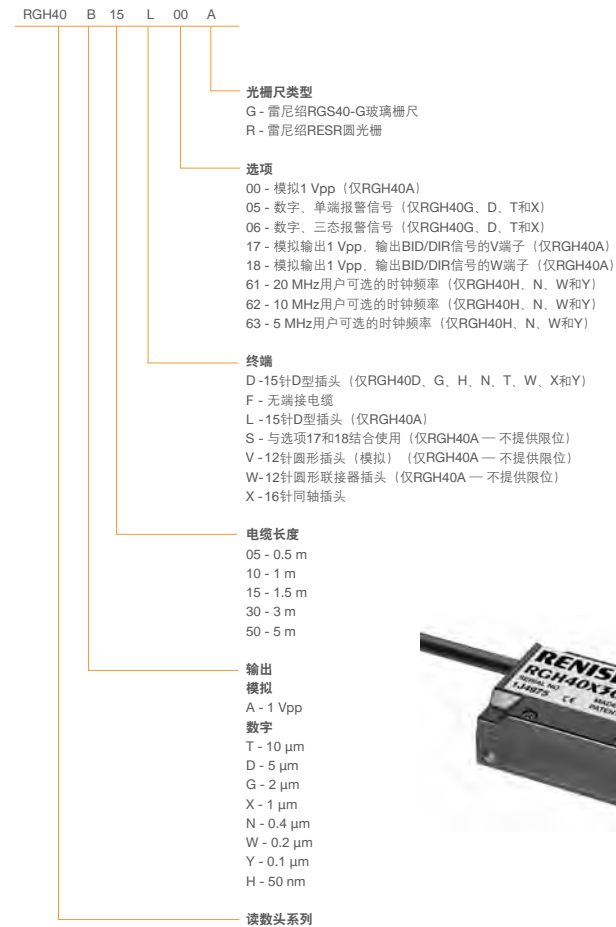 RGH40 B 15 L 00 A
光栅尺类型
G - 雷尼绍RGS40-G玻璃栅尺
R - 雷尼绍RESR圆光栅
选项
00 - 模拟1 Vpp（仅RGH40A）
05 - 数字、单端报警信号（仅RGH40G、D、T和X）
06 - 数字、三态报警信号（仅RGH40G、D、T和X）
17 - 模拟输出1 Vpp，输出BID/DIR信号的V端子（仅RGH40A）
18 - 模拟输出1 Vpp，输出BID/DIR信号的W端子（仅RGH40A）
61 - 20 MHz用户可选的时钟频率（仅RGH40H、N、W和Y）
62 - 10 MHz用户可选的时钟频率（仅RGH40H、N、W和Y）
63 - 5 MHz用户可选的时钟频率（仅RGH40H、N、W和Y）
终端
D -15针D型插头（仅RGH40D、G、H、N、T、W、X和Y）
F - 无端接电缆
L -15针D型插头（仅RGH40A）
S - 与选项17和18结合使用（仅RGH40A — 不提供限位）
V -12针圆形插头（模拟）（仅RGH40A — 不提供限位）
W-12针圆形联接器插头（仅RGH40A — 不提供限位）
X -16针同轴插头
电缆长度
05 - 0.5 m
10 - 1 m
15 - 1.5 m
30 - 3 m
50 - 5 m
输出
模拟
A - 1 Vpp
数字
T - 10 μm
D - 5 μm
G - 2 μm
X - 1 μm
N - 0.4 μm
W - 0.2 μm
Y - 0.1 μm
H - 50 nm
读数头系列
RENIS
RGH40X
SERIAL NO
1J4975 CE MADE
PATEN